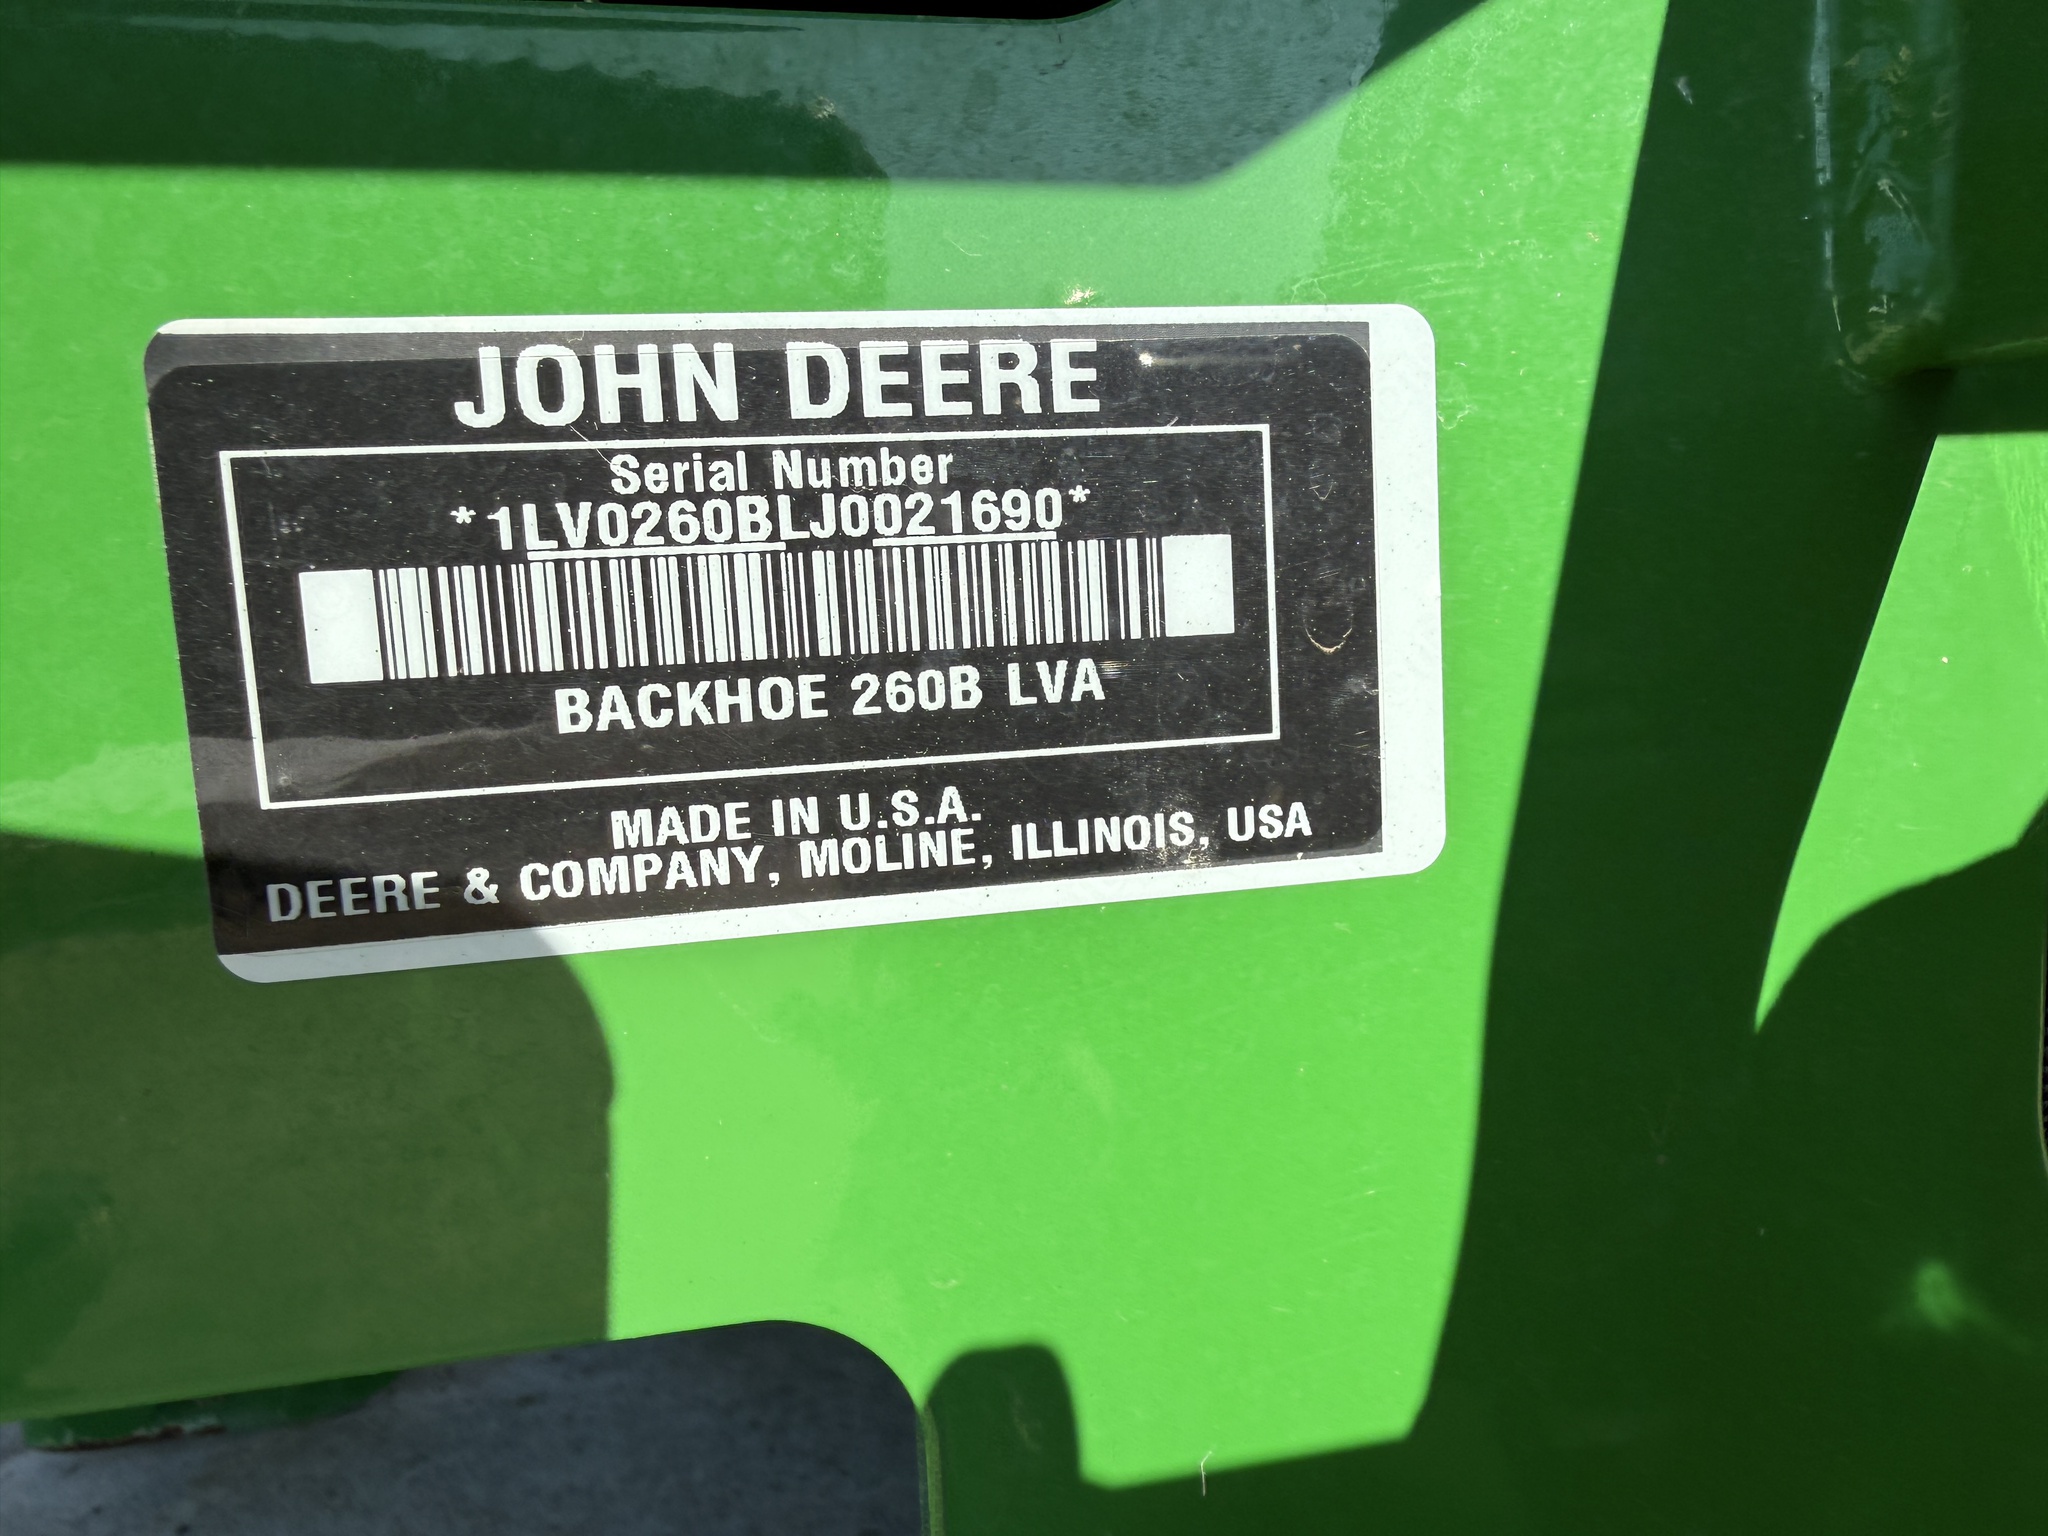 JOHN DEERE
Serial Number
*1LV0260BLJ0021690*
BACKHOE 260B LVA
MADE IN U.S.A.
DEERE & COMPANY, MOLINE, ILLINOIS, USA